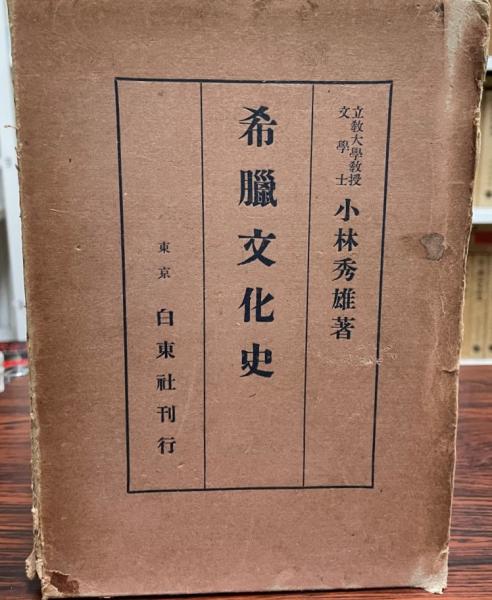 立教大學教授
文學士
小林秀雄著
希臘文化史
東京 白東社刊行